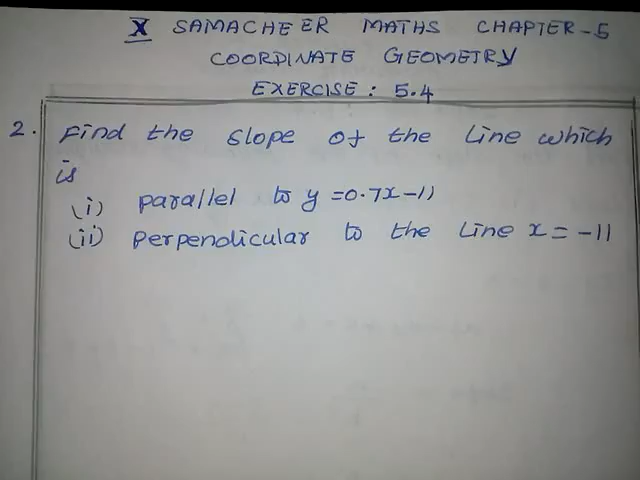 X SAMACHEER MATHS CHAPTER-5
COORDINATE GEOMETRY
EXERCISE: 5.4
2. Find the slope of the line which
is
(i) parallel to y=0.7x-11
(ii) perpendicular to the line x=-11